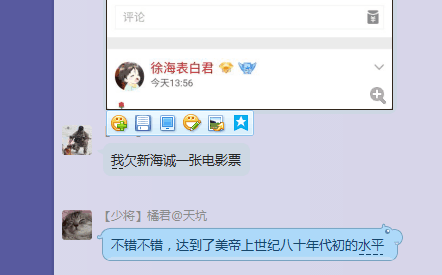 评论
徐海表白君
今天13:56
我欠新海诚一张电影票
【少将】橘君@天坑
不错不错，达到了美帝上世纪八十年代初的水平